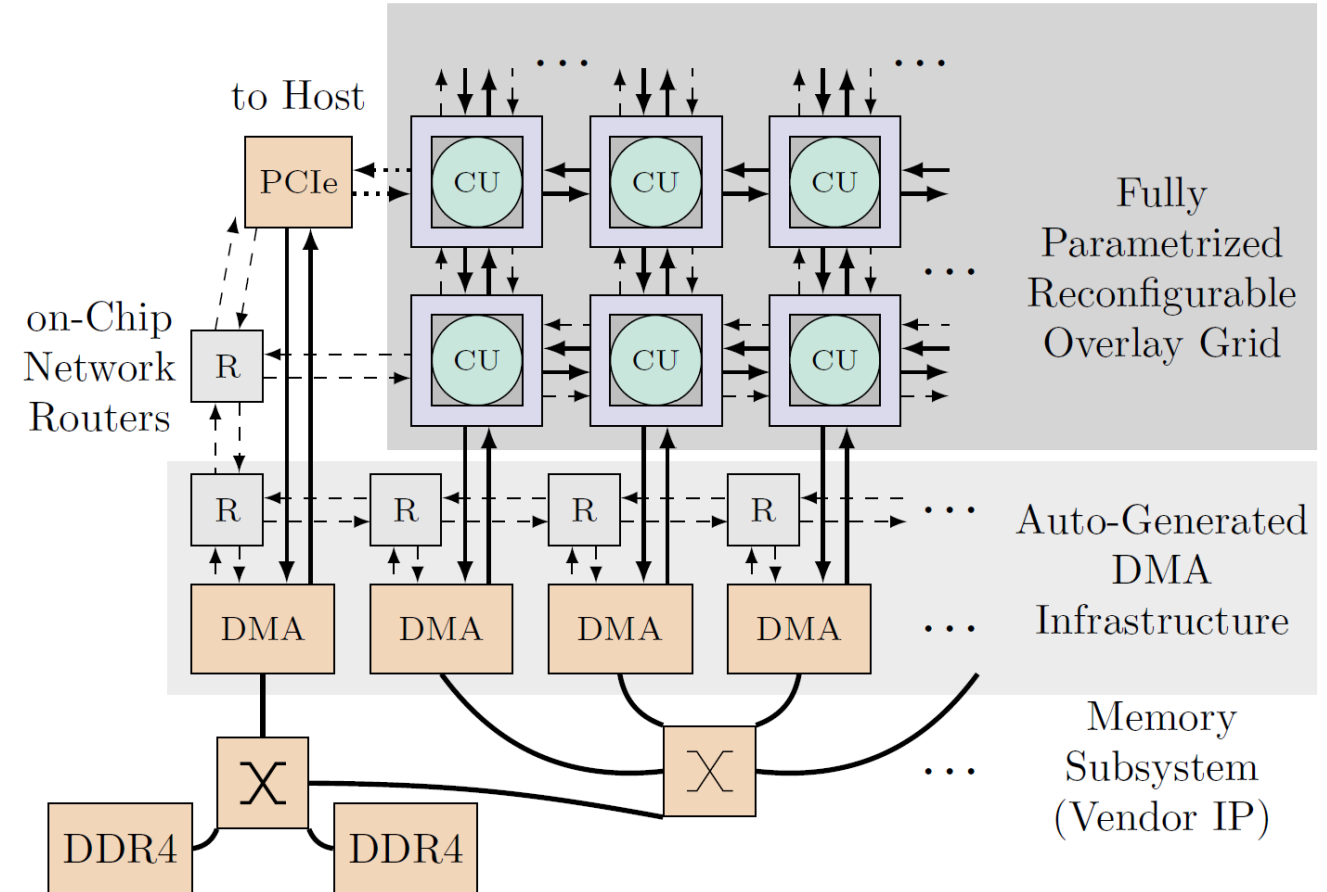 to Host
PCIe
CU
CU
CU
...
...
Fully
Parametrized
Reconfigurable
Overlay Grid
...
on-Chip
Network
Routers
R
CU
CU
CU
R
R
R
R
...
Auto-Generated
DMA
Infrastructure
DMA
DMA
DMA
DMA
...
Memory
Subsystem
(Vendor IP)
...
DDR4
DDR4